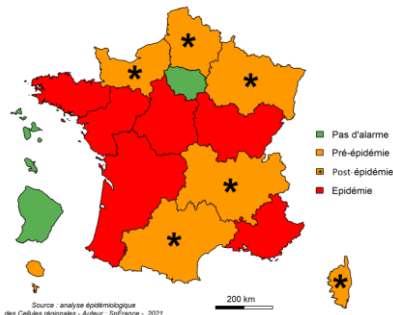 Pas d'alarme
Pré-épidémie
Post-épidémie
Epidémie
200 km
Source : analyse épidémiologique
des Cellules régionales - Auteur : SpFrance - 2021